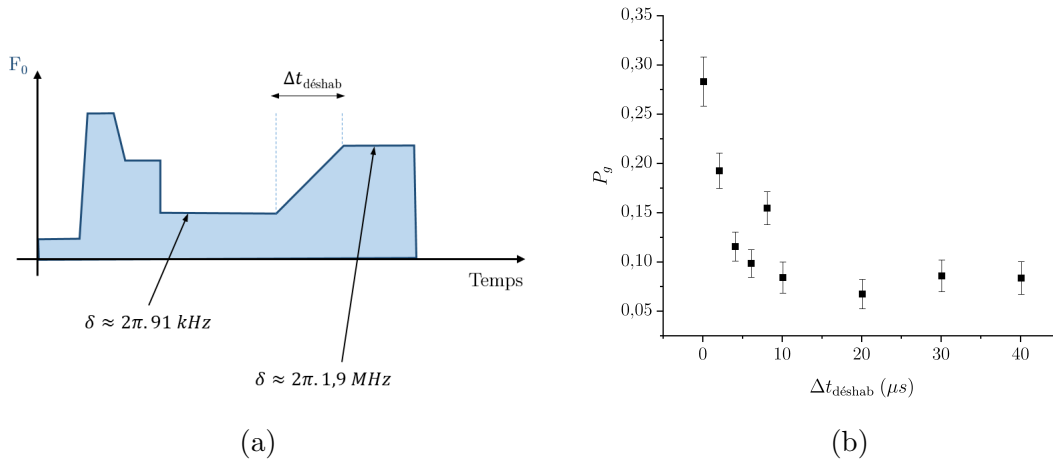 F₀
Δt_déshab
Temps
δ ≈ 2π. 91 kHz
δ ≈ 2π. 1,9 MHz
(a)
0,35
0,30
0,25
0,20
0,15
0,10
0,05
P_g
0 10 20 30 40
Δt_déshab (μs)
(b)